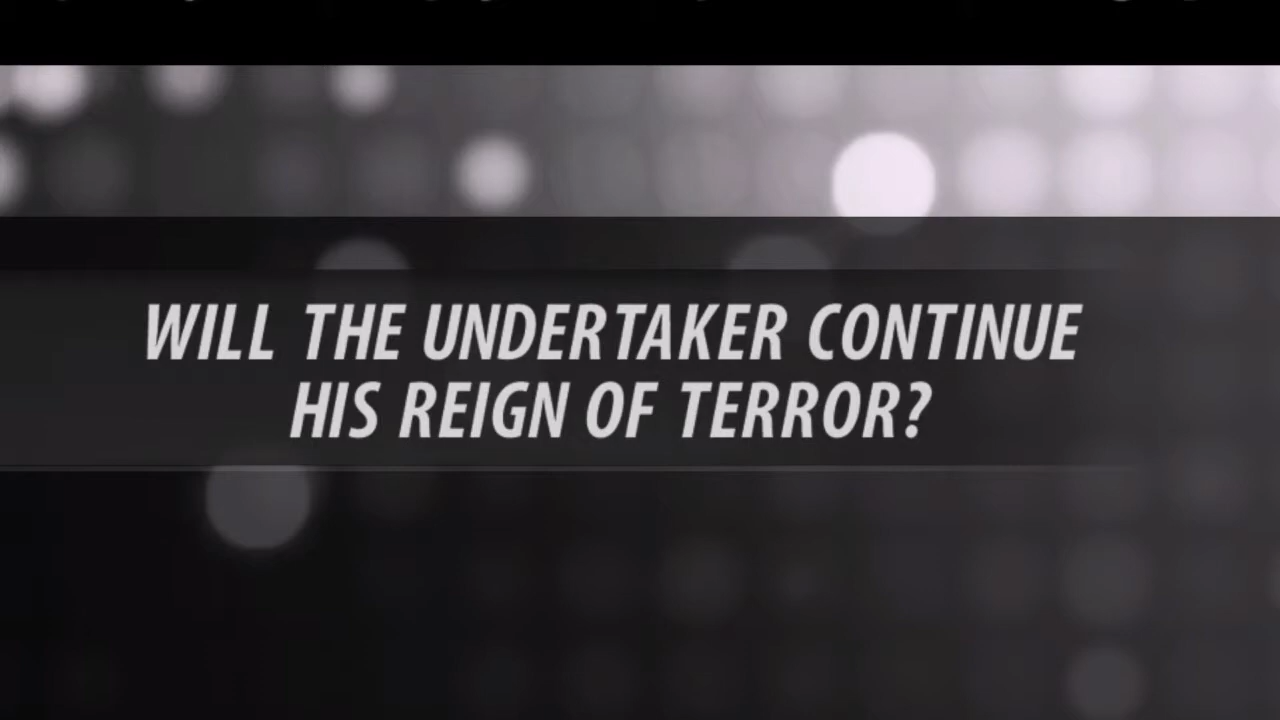 WILL THE UNDERTAKER CONTINUE
HIS REIGN OF TERROR?